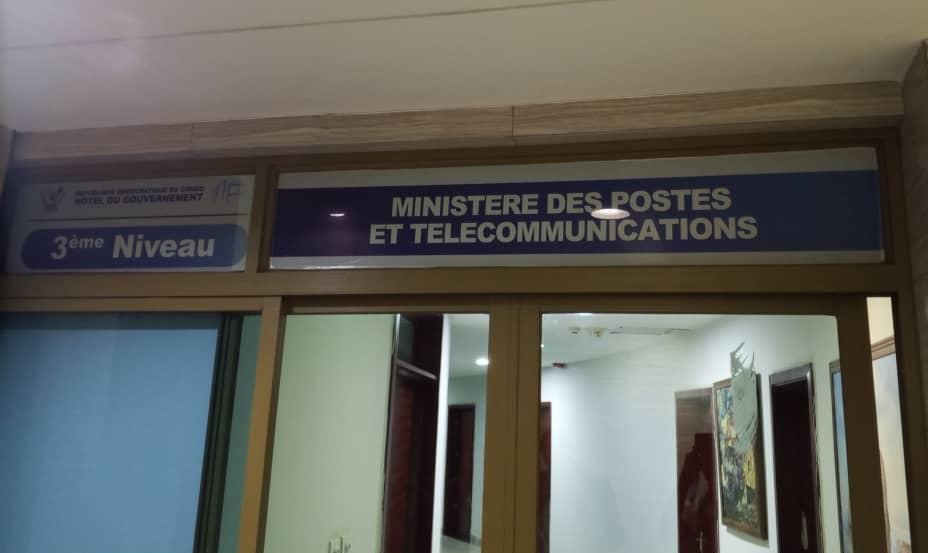 REPUBLIQUE DEMOCRATIQUE DU CONGO
HOTEL DU GOUVERNEMENT
3ème Niveau
MINISTERE DES POSTES
ET TELECOMMUNICATIONS